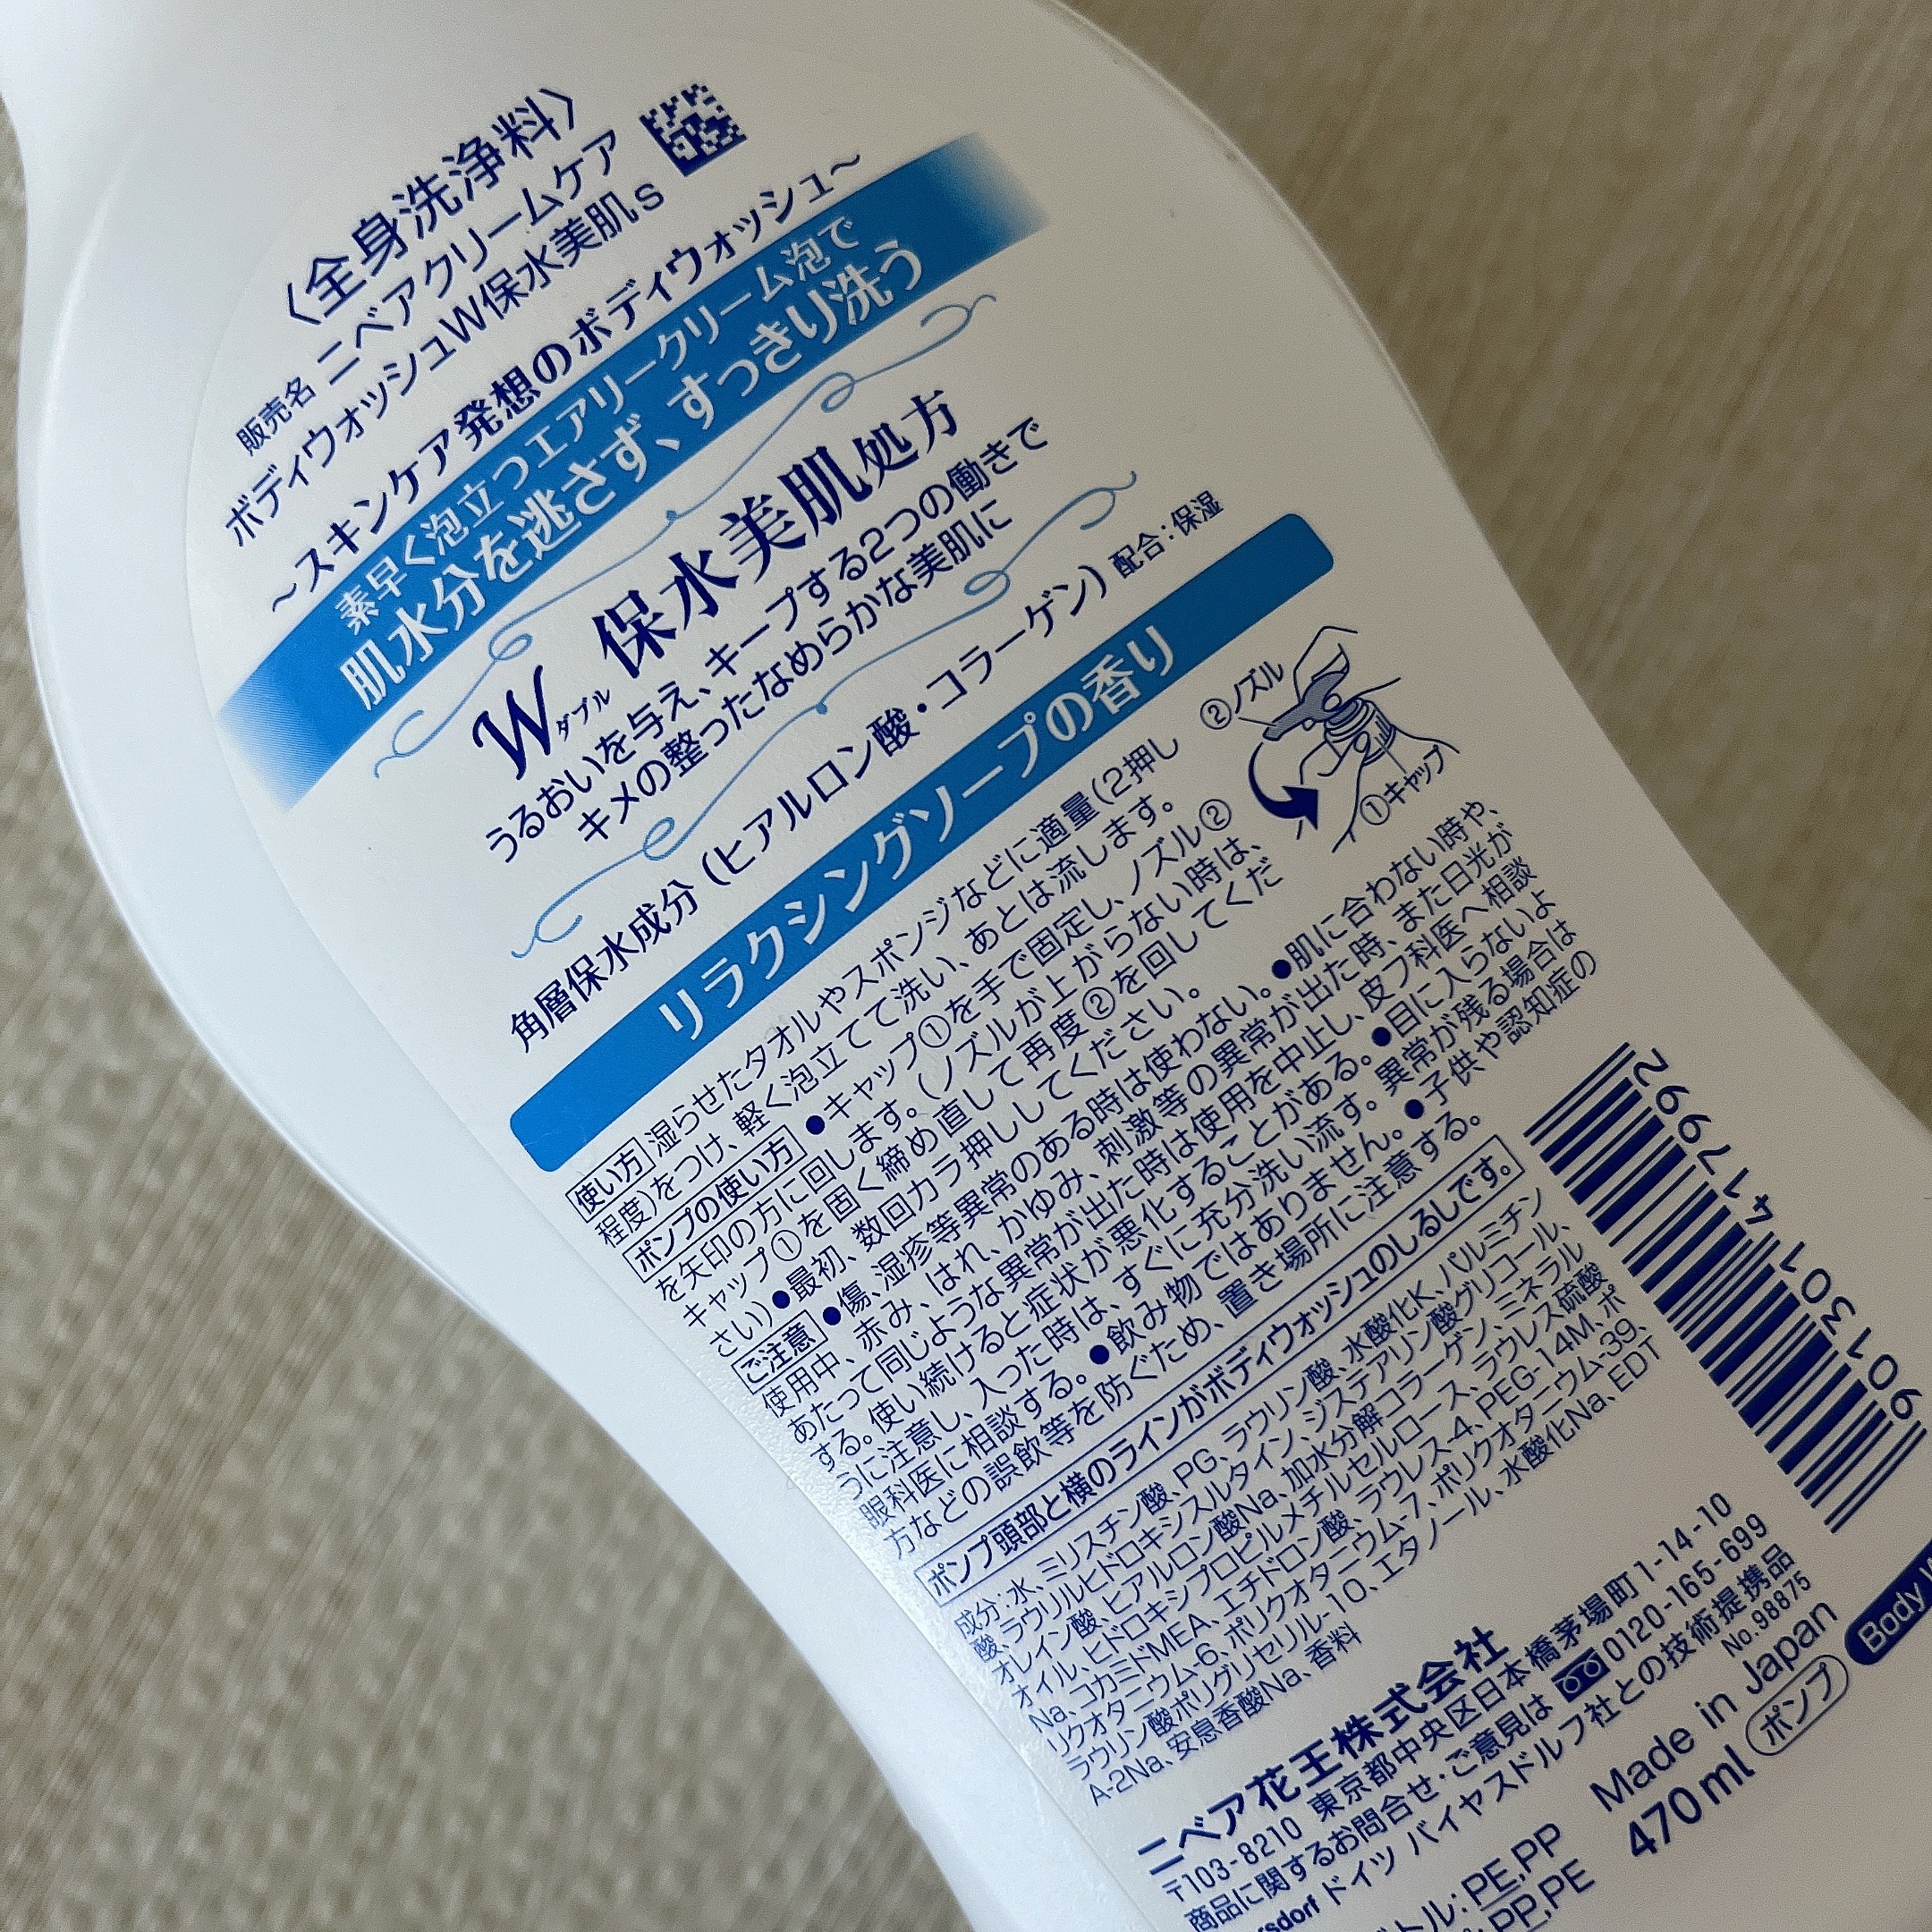 〈全身洗浄料〉
販売名 ニベアクリームケア
ボディウォッシュW保水美肌s
〜スキンケア発想のボディウォッシュ〜
素早く泡立つエアリークリーム泡で
肌水分を逃さず、すっきり洗う
W ダブル 保水美肌処方
うるおいを与え、キープする2つの働きで
キメの整ったなめらかな美肌に
角層保水成分（ヒアルロン酸・コラーゲン）配合：保湿
リラクシングソープの香り
使い方 湿らせたタオルやスポンジなどに適量（2押し
程度）をつけ、軽く泡立てて洗い、あとは流します。
ポンプの使い方 ●キャップ①を手で固定し、ノズル②
を矢印の方に回します。（ノズルが上がらない時は、
キャップ①を固く締め直して再度②を回してくだ
さい）●最初、数回カラ押ししてください。
②ノズル
①キャップ
ご注意 ●傷、湿疹等異常のある時は使わない。●肌に合わない時や、
使用中、赤み、はれ、かゆみ、刺激等の異常が出た時、また日光が
あたって同じような異常が出た時は使用を中止し、皮フ科医へ相談
する。使い続けると症状が悪化することがある。●目に入らないよ
うに注意し、入った時は、すぐに充分洗い流す。異常が残る場合は
眼科医に相談する。●飲み物ではありません。●子供や認知症の
方などの誤飲等を防ぐため、置き場所に注意する。
ポンプ頭部と横のラインがボディウォッシュのしるしです。
成分：水、ミリスチン酸、PG、ラウリン酸、水酸化K、パルミチン
酸、ラウリルヒドロキシスルタイン、ジステアリン酸グリコール、
オレイン酸、ヒアルロン酸Na、加水分解コラーゲン、ミネラル
オイル、ヒドロキシプロピルメチルセルロース、ラウレス硫酸
Na、コカミドMEA、エチドロン酸、ラウレス-4、PEG-14M、ポ
リクオタニウム-6、ポリクオタニウム-7、ポリクオタニウム-39、
ラウリン酸ポリグリセリル-10、エタノール、水酸化Na、EDT
A-2Na、安息香酸Na、香料
901301417992
ニベア花王株式会社
〒103-8210 東京都中央区日本橋茅場町1-14-10
商品に関するお問合せ・ご意見は 0120-165-699
rsdorf ドイツ バイヤスドルフ社との技術提携品
No.98875
Made in Japan
470ml ポンプ
Body
トル：PE,PP
PP,PE